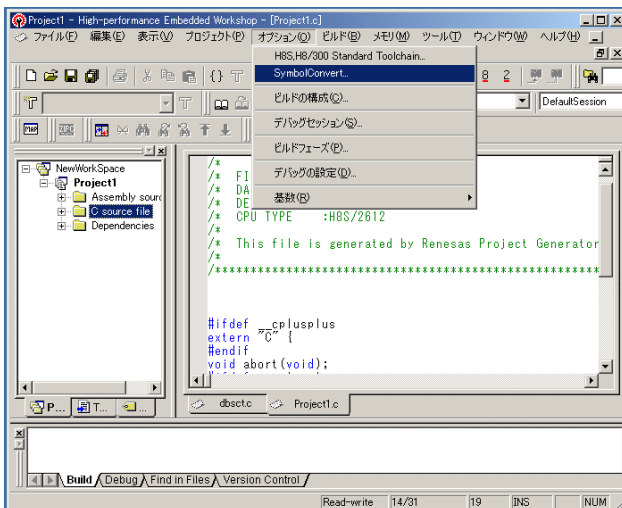 Project1 - High-performance Embedded Workshop - [Project1.c]
ファイル(F) 編集(E) 表示(V) プロジェクト(P) オプション(O) ビルド(B) メモリ(M) ツール(T) ウィンドウ(W) ヘルプ(H)
H8S,H8/300 Standard Toolchain...
SymbolConvert...
ビルドの構成(C)...
デバッグセッション(S)...
ビルドフェーズ(P)...
デバッグの設定(D)...
基数(R)
DefaultSession
NewWorkSpace
Project1
Assembly sourc
C source file
Dependencies
/*
/* FI
/* DA
/* DE
/* CPU TYPE :H8S/2612
/*
/* This file is generated by Renesas Project Generator
/*
/*******************************************************
#ifdef __cplusplus
extern "C" {
#endif
void abort(void);
P... T... ...
dbsct.c Project1.c
Build Debug Find in Files Version Control
Read-write 14/31 19 INS NUM